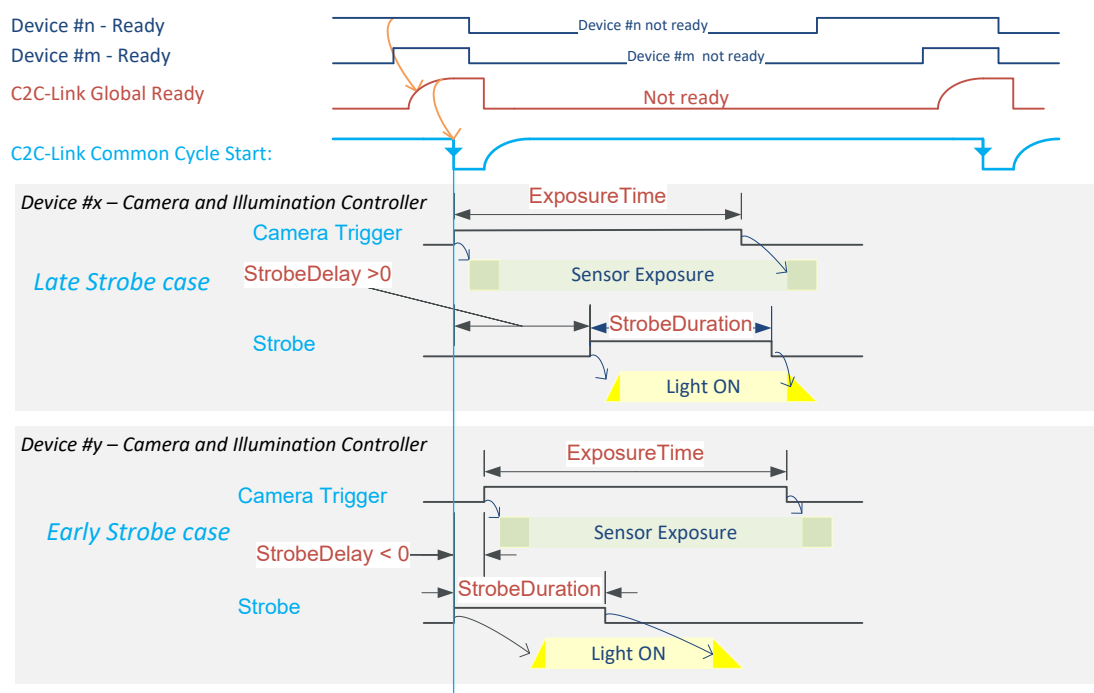 Device #n - Ready
Device #n not ready
Device #m - Ready
Device #m  not ready
C2C-Link Global Ready
Not ready
C2C-Link Common Cycle Start:
Device #x – Camera and Illumination Controller
ExposureTime
Camera Trigger
Late Strobe case
StrobeDelay >0
Sensor Exposure
StrobeDuration
Strobe
Light ON
Device #y – Camera and Illumination Controller
ExposureTime
Camera Trigger
Early Strobe case
Sensor Exposure
StrobeDelay < 0
StrobeDuration
Strobe
Light ON